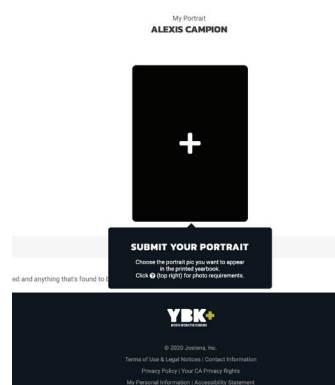 My Portrait
ALEXIS CAMPION
SUBMIT YOUR PORTRAIT
Choose the portrait pic you want to appear
in the printed yearbook.
Click ? (top right) for photo requirements.
ed and anything that's found to b
YBK+
© 2020 Jostens, Inc.
Terms of Use & Legal Notices | Contact Information
Privacy Policy | Your CA Privacy Rights
My Personal Information | Accessibility Statement